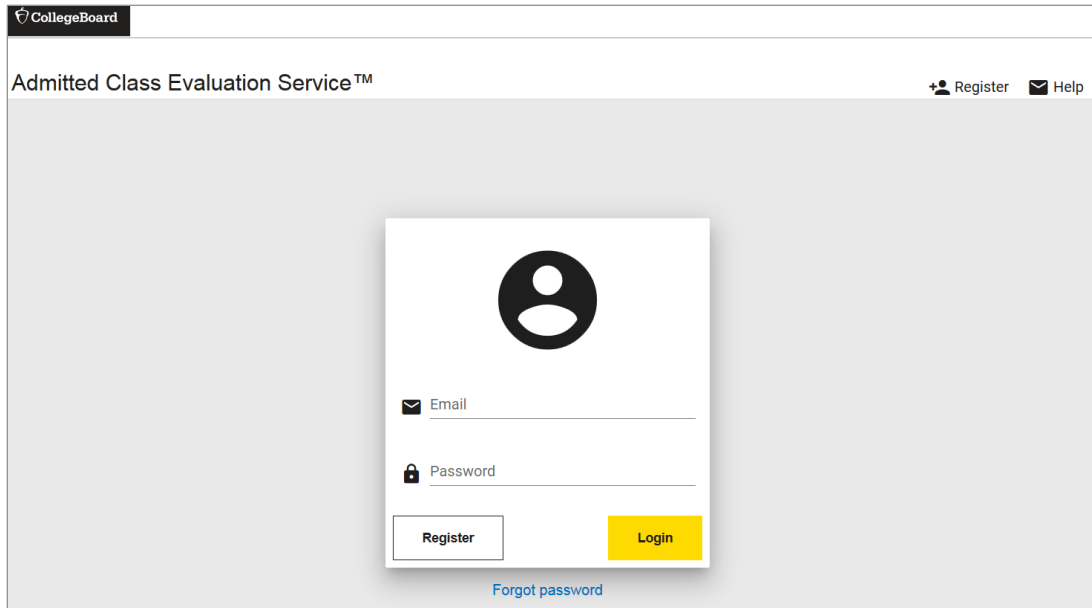 CollegeBoard
Admitted Class Evaluation Service™
Register Help
Email
Password
Register Login
Forgot password